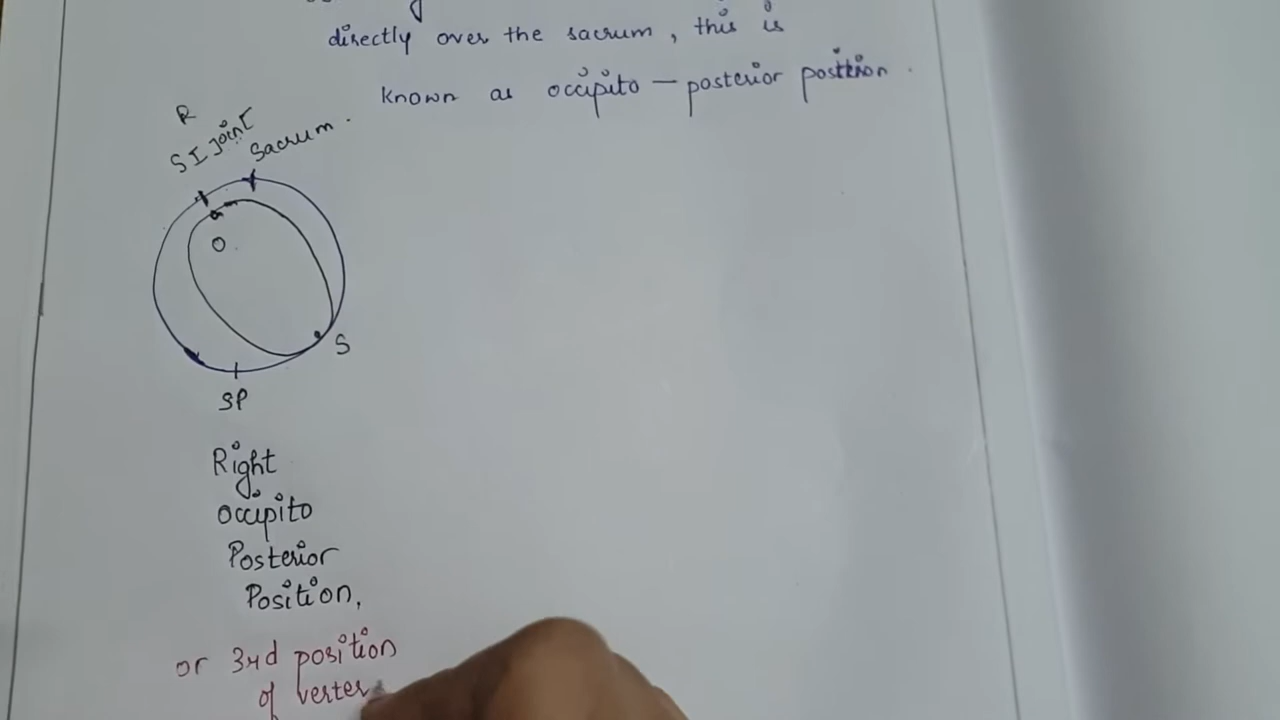 directly over the sacrum, this is
known as occipito - posterior position.
R
SI Joint
Sacrum.
O
S
SP
Right
Occipito
Posterior
Position,
or 3rd position
of vertex